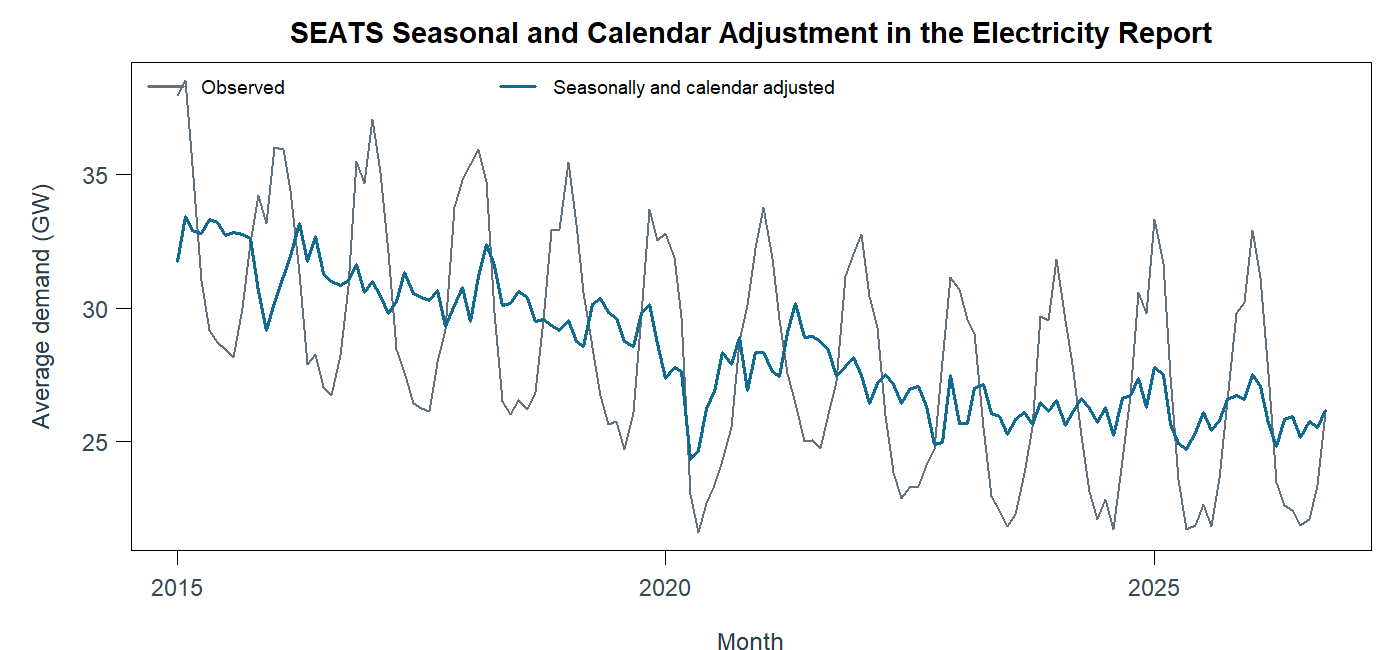 SEATS Seasonal and Calendar Adjustment in the Electricity Report
Observed
Seasonally and calendar adjusted
Average demand (GW)
35
30
25
2015
2020
2025
Month